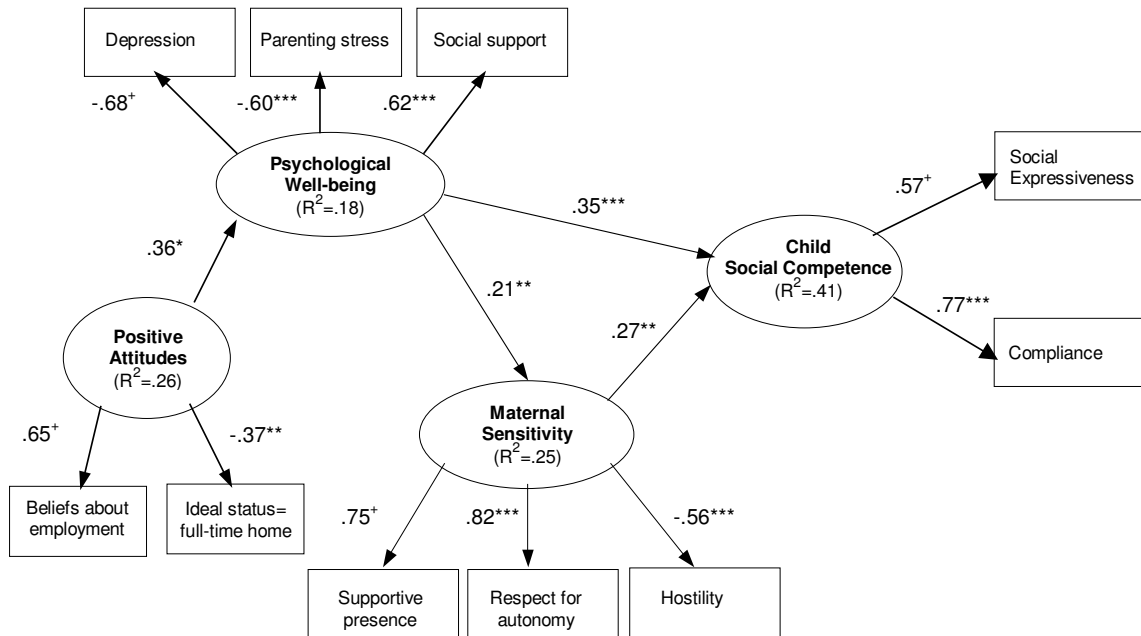 Depression
Parenting stress
Social support
-.68+
-.60***
.62***
Psychological
Well-being
(R2=.18)
Social
Expressiveness
.57+
.35***
Child
Social Competence
(R2=.41)
.36*
.21**
.27**
.77***
Compliance
Positive
Attitudes
(R2=.26)
Maternal
Sensitivity
(R2=.25)
.65+
-.37**
Beliefs about
employment
Ideal status=
full-time home
.75+
.82***
-.56***
Supportive
presence
Respect for
autonomy
Hostility